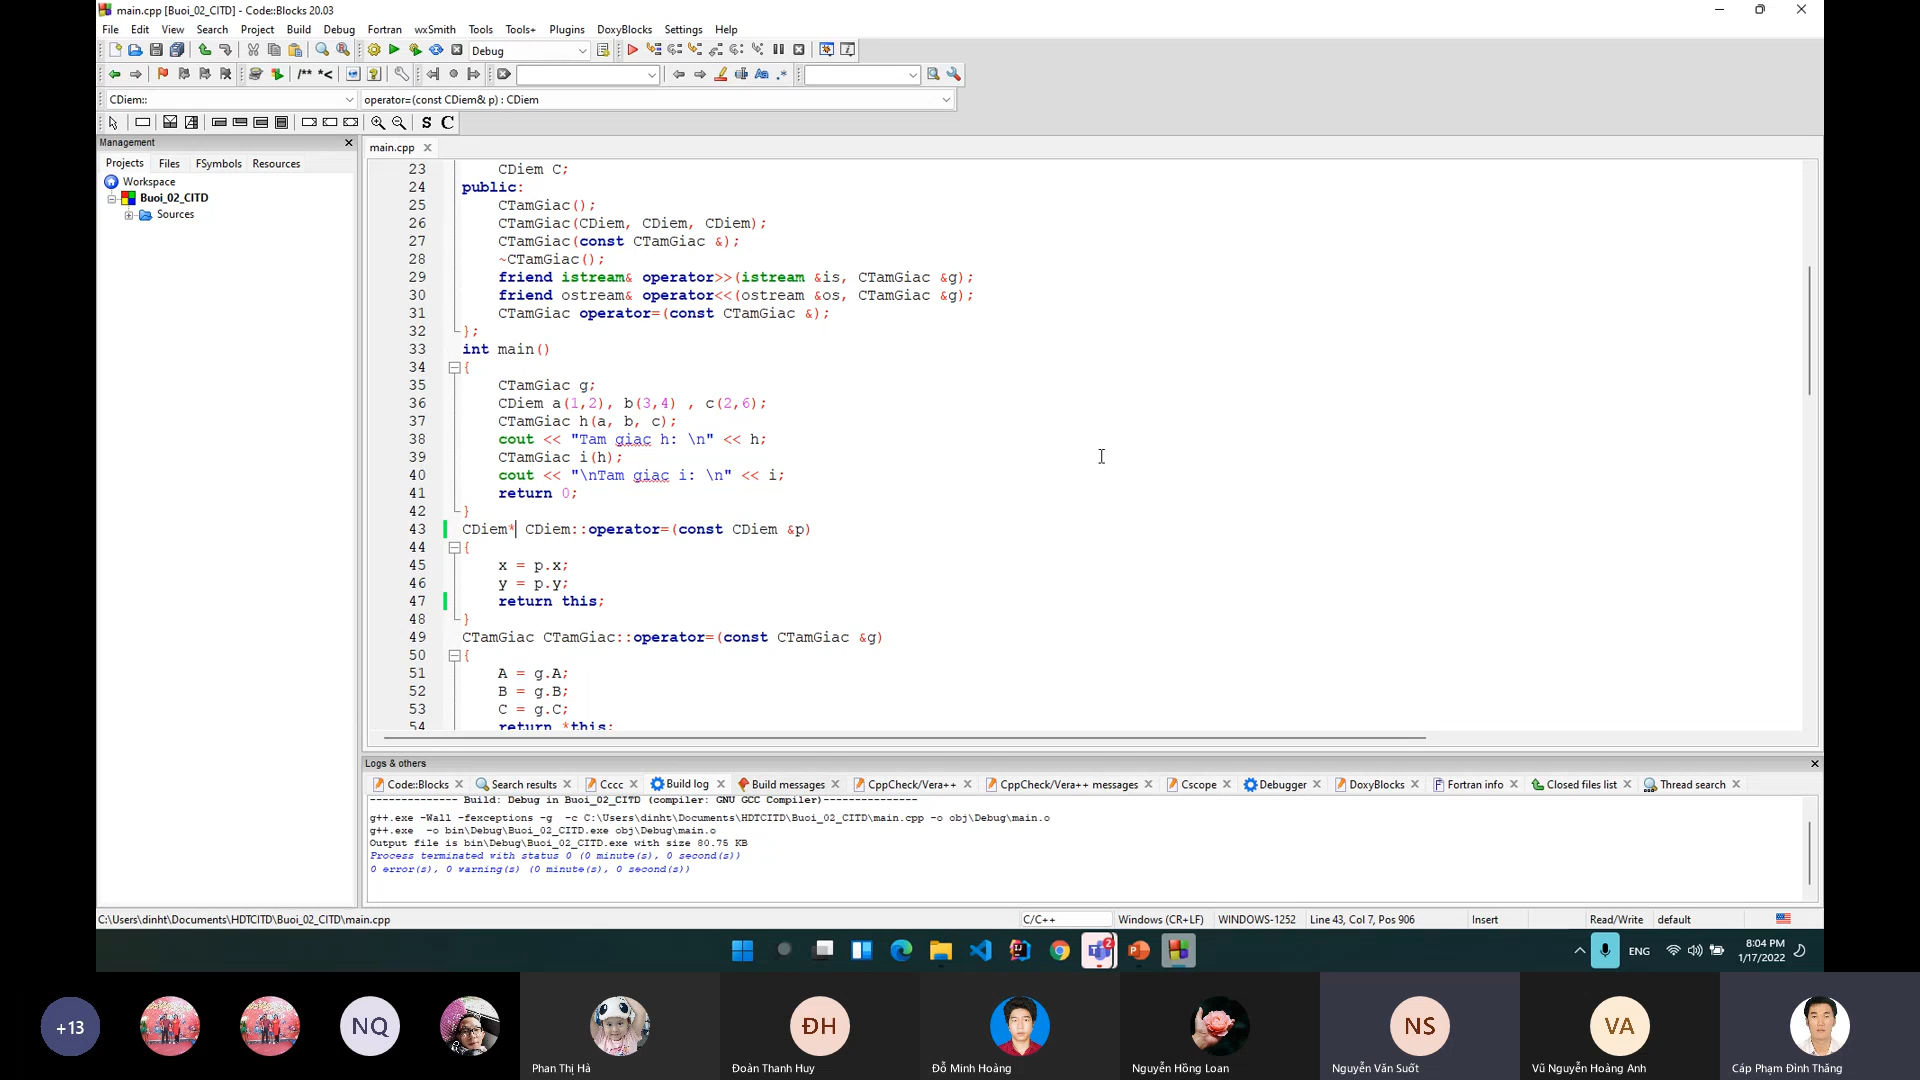 main.cpp [Buoi_02_CITD] - Code::Blocks 20.03
File Edit View Search Project Build Debug Fortran wxSmith Tools Tools+ Plugins DoxyBlocks Settings Help
Debug
/** *<
Aa .*
CDiem:: operator=(const CDiem& p) : CDiem
S C
Management
main.cpp
Projects Files FSymbols Resources
Workspace
Buoi_02_CITD
Sources
23 CDiem C;
24 public:
25 CTamGiac();
26 CTamGiac(CDiem, CDiem, CDiem);
27 CTamGiac(const CTamGiac &);
28 ~CTamGiac();
29 friend istream& operator>>(istream &is, CTamGiac &g);
30 friend ostream& operator<<(ostream &os, CTamGiac &g);
31 CTamGiac operator=(const CTamGiac &);
32 };
33 int main()
34 {
35 CTamGiac g;
36 CDiem a(1,2), b(3,4) , c(2,6);
37 CTamGiac h(a, b, c);
38 cout << "Tam giac h: \n" << h;
39 CTamGiac i(h);
40 cout << "\nTam giac i: \n" << i;
41 return 0;
42 }
43 CDiem* CDiem::operator=(const CDiem &p)
44 {
45 x = p.x;
46 y = p.y;
47 return this;
48 }
49 CTamGiac CTamGiac::operator=(const CTamGiac &g)
50 {
51 A = g.A;
52 B = g.B;
53 C = g.C;
54 return *this;
Logs & others
Code::Blocks Search results Cccc Build log Build messages CppCheck/Vera++ CppCheck/Vera++ messages Cscope Debugger DoxyBlocks Fortran info Closed files list Thread search
-------------- Build: Debug in Buoi_02_CITD (compiler: GNU GCC Compiler)---------------
g++.exe -Wall -fexceptions -g -c C:\Users\dinht\Documents\HDTCITD\Buoi_02_CITD\main.cpp -o obj\Debug\main.o
g++.exe -o bin\Debug\Buoi_02_CITD.exe obj\Debug\main.o
Output file is bin\Debug\Buoi_02_CITD.exe with size 80.75 KB
Process terminated with status 0 (0 minute(s), 0 second(s))
0 error(s), 0 warning(s) (0 minute(s), 0 second(s))
C:\Users\dinht\Documents\HDTCITD\Buoi_02_CITD\main.cpp C/C++ Windows (CR+LF) WINDOWS-1252 Line 43, Col 7, Pos 906 Insert Read/Write default
2
ENG
8:04 PM
1/17/2022
+13 NQ ĐH NS VA
Phan Thị Hà Đoàn Thanh Huy Đỗ Minh Hoàng Nguyễn Hồng Loan Nguyễn Văn Suốt Vũ Nguyễn Hoàng Anh Cáp Phạm Đình Thăng